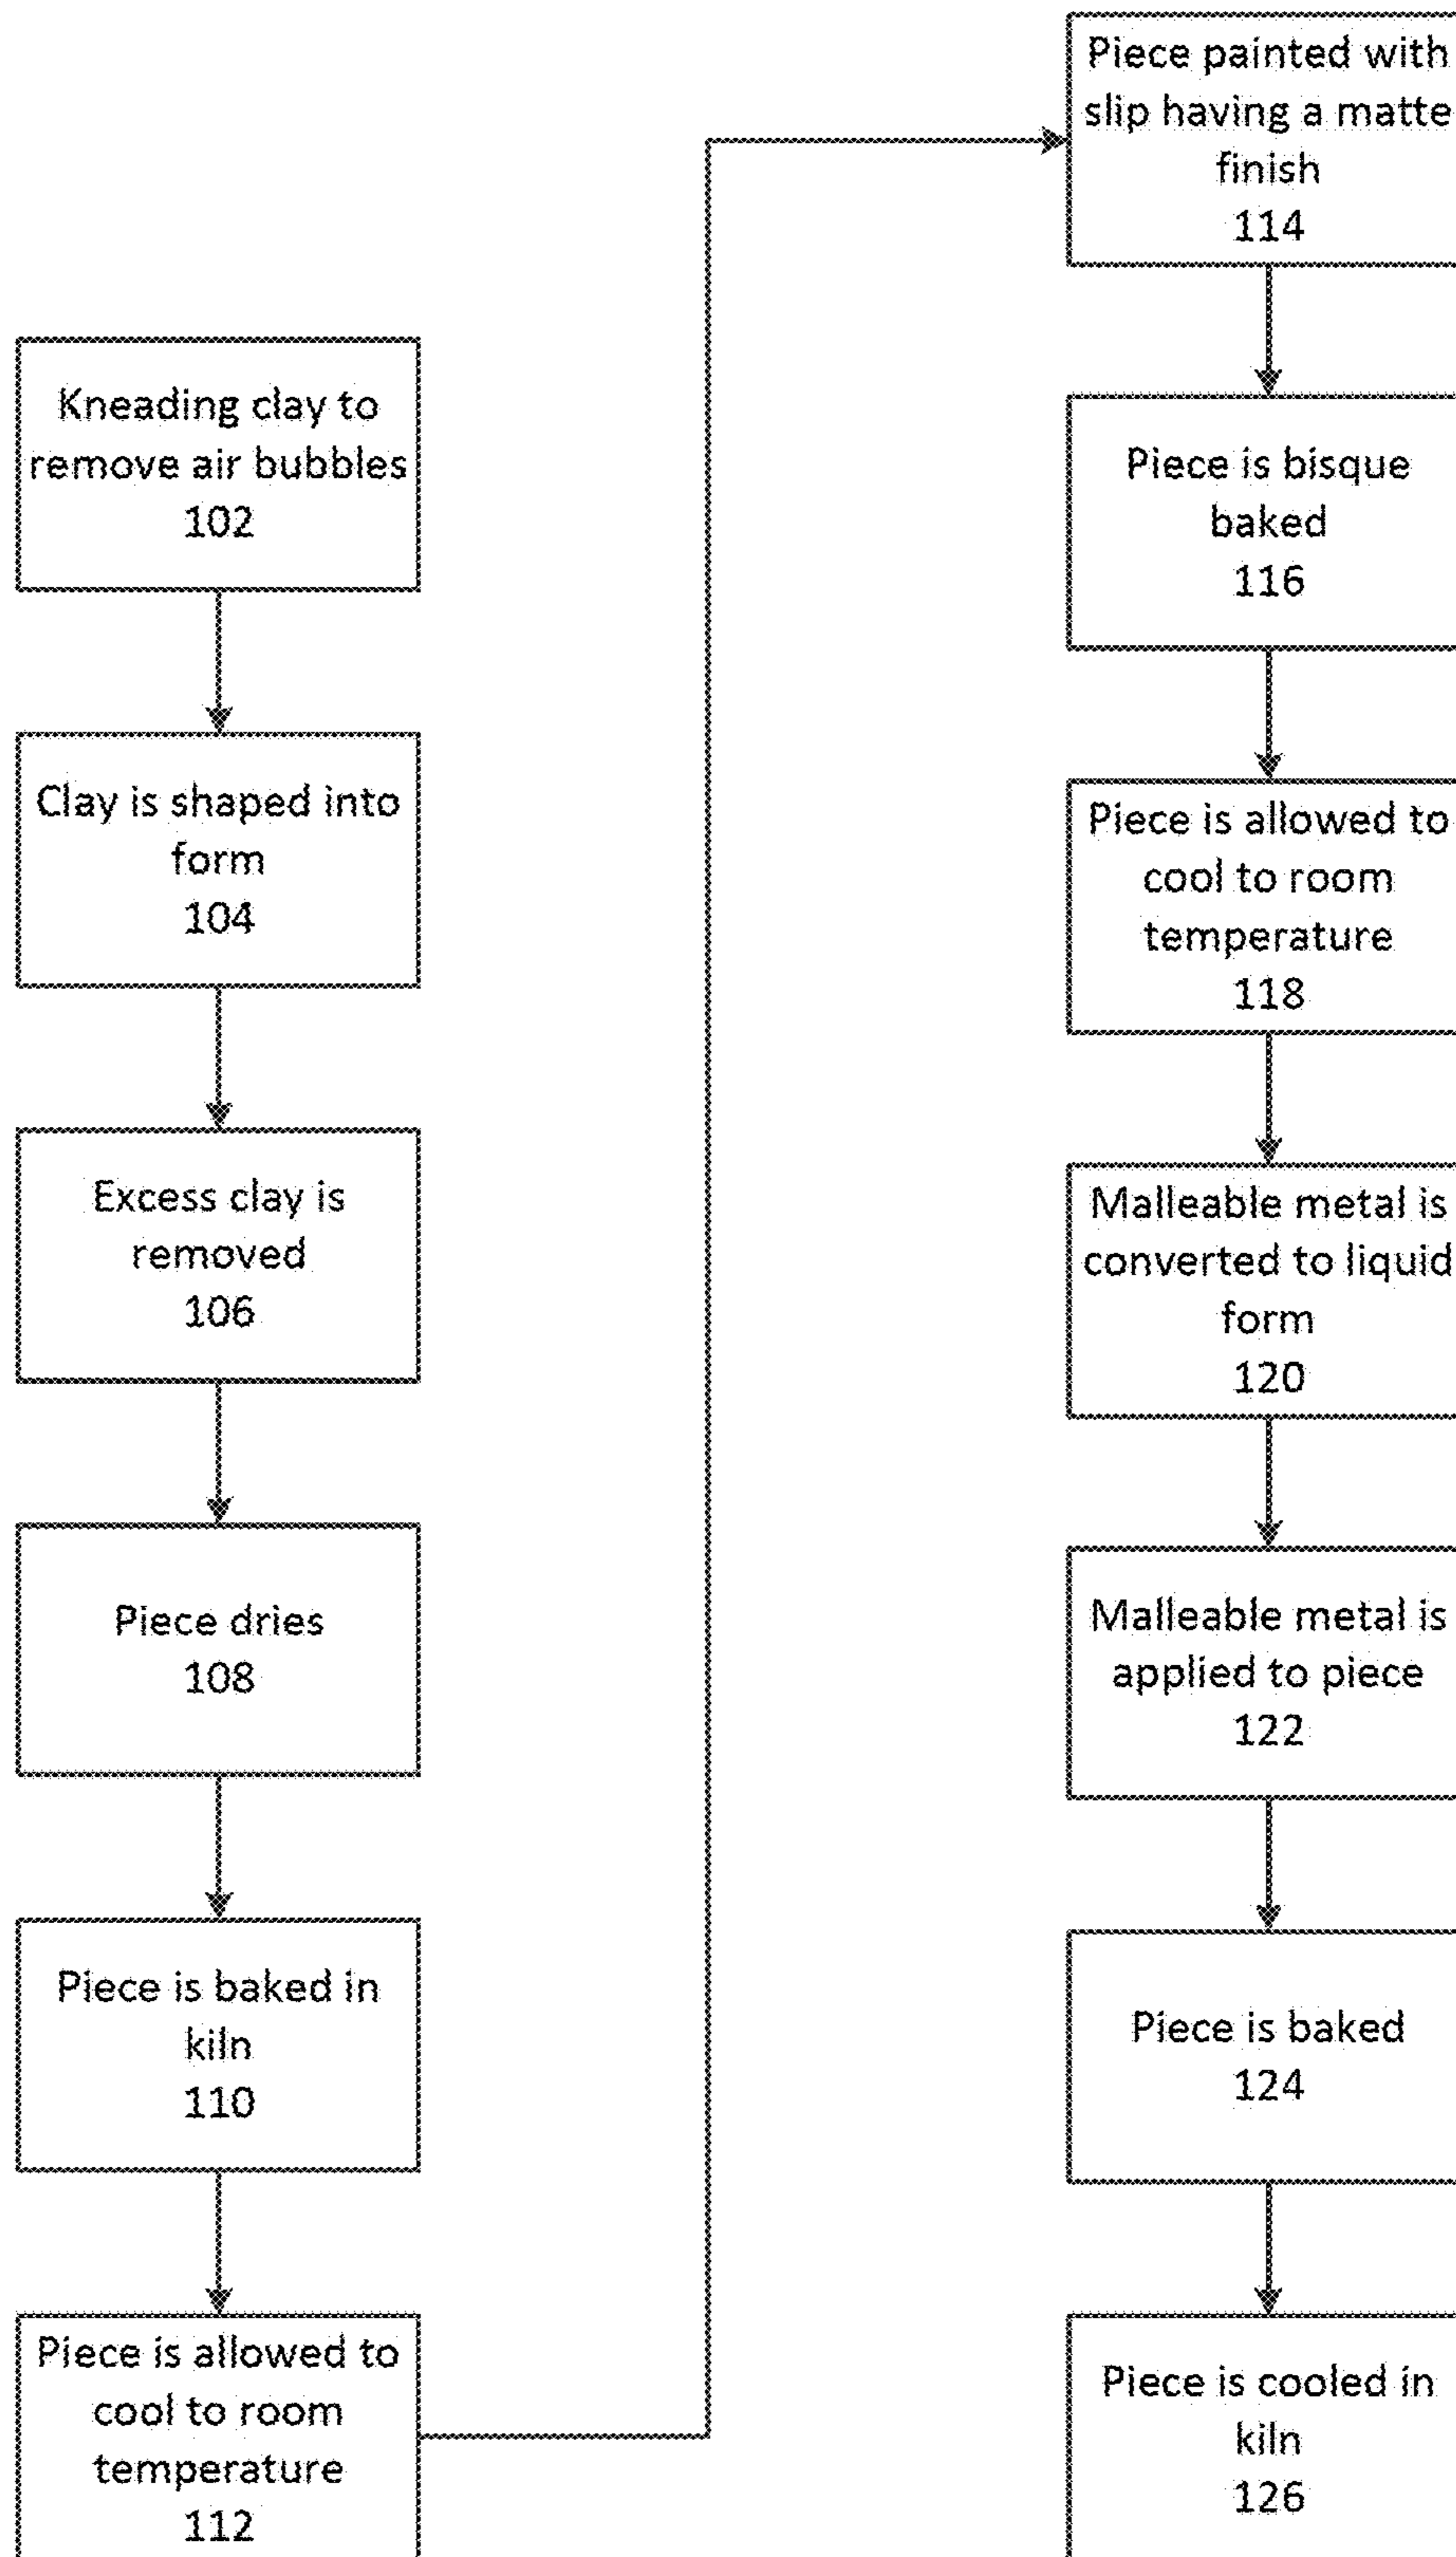 Kneading clay to
remove air bubbles
102
Clay is shaped into
form
104
Excess clay is
removed
106
Piece dries
108
Piece is baked in
kiln
110
Piece is allowed to
cool to room
temperature
112
Piece painted with
slip having a matte
finish
114
Piece is bisque
baked
116
Piece is allowed to
cool to room
temperature
118
Malleable metal is
converted to liquid
form
120
Malleable metal is
applied to piece
122
Piece is baked
124
Piece is cooled in
kiln
126